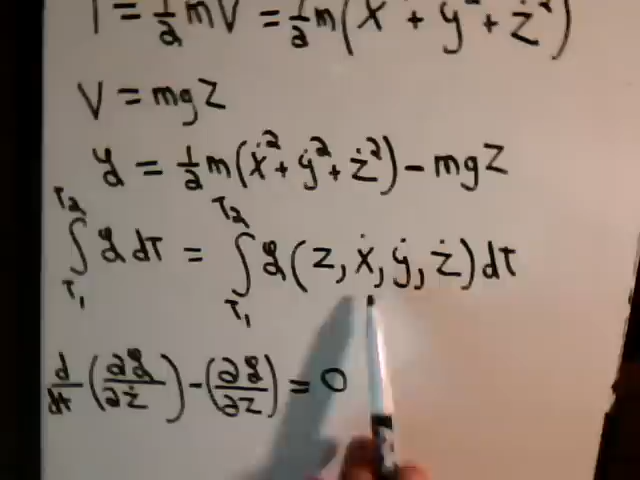 T = ½mV = ½m(ẋ² + ẏ² + ż²)
V = mgZ
ℒ = ½m(ẋ² + ẏ² + ż²) − mgZ
∫_{T₁}^{T₂} ℒ dT = ∫_{T₁}^{T₂} ℒ(z, ẋ, ẏ, ż) dT
d/dt (∂ℒ/∂ż) − (∂ℒ/∂z) = 0